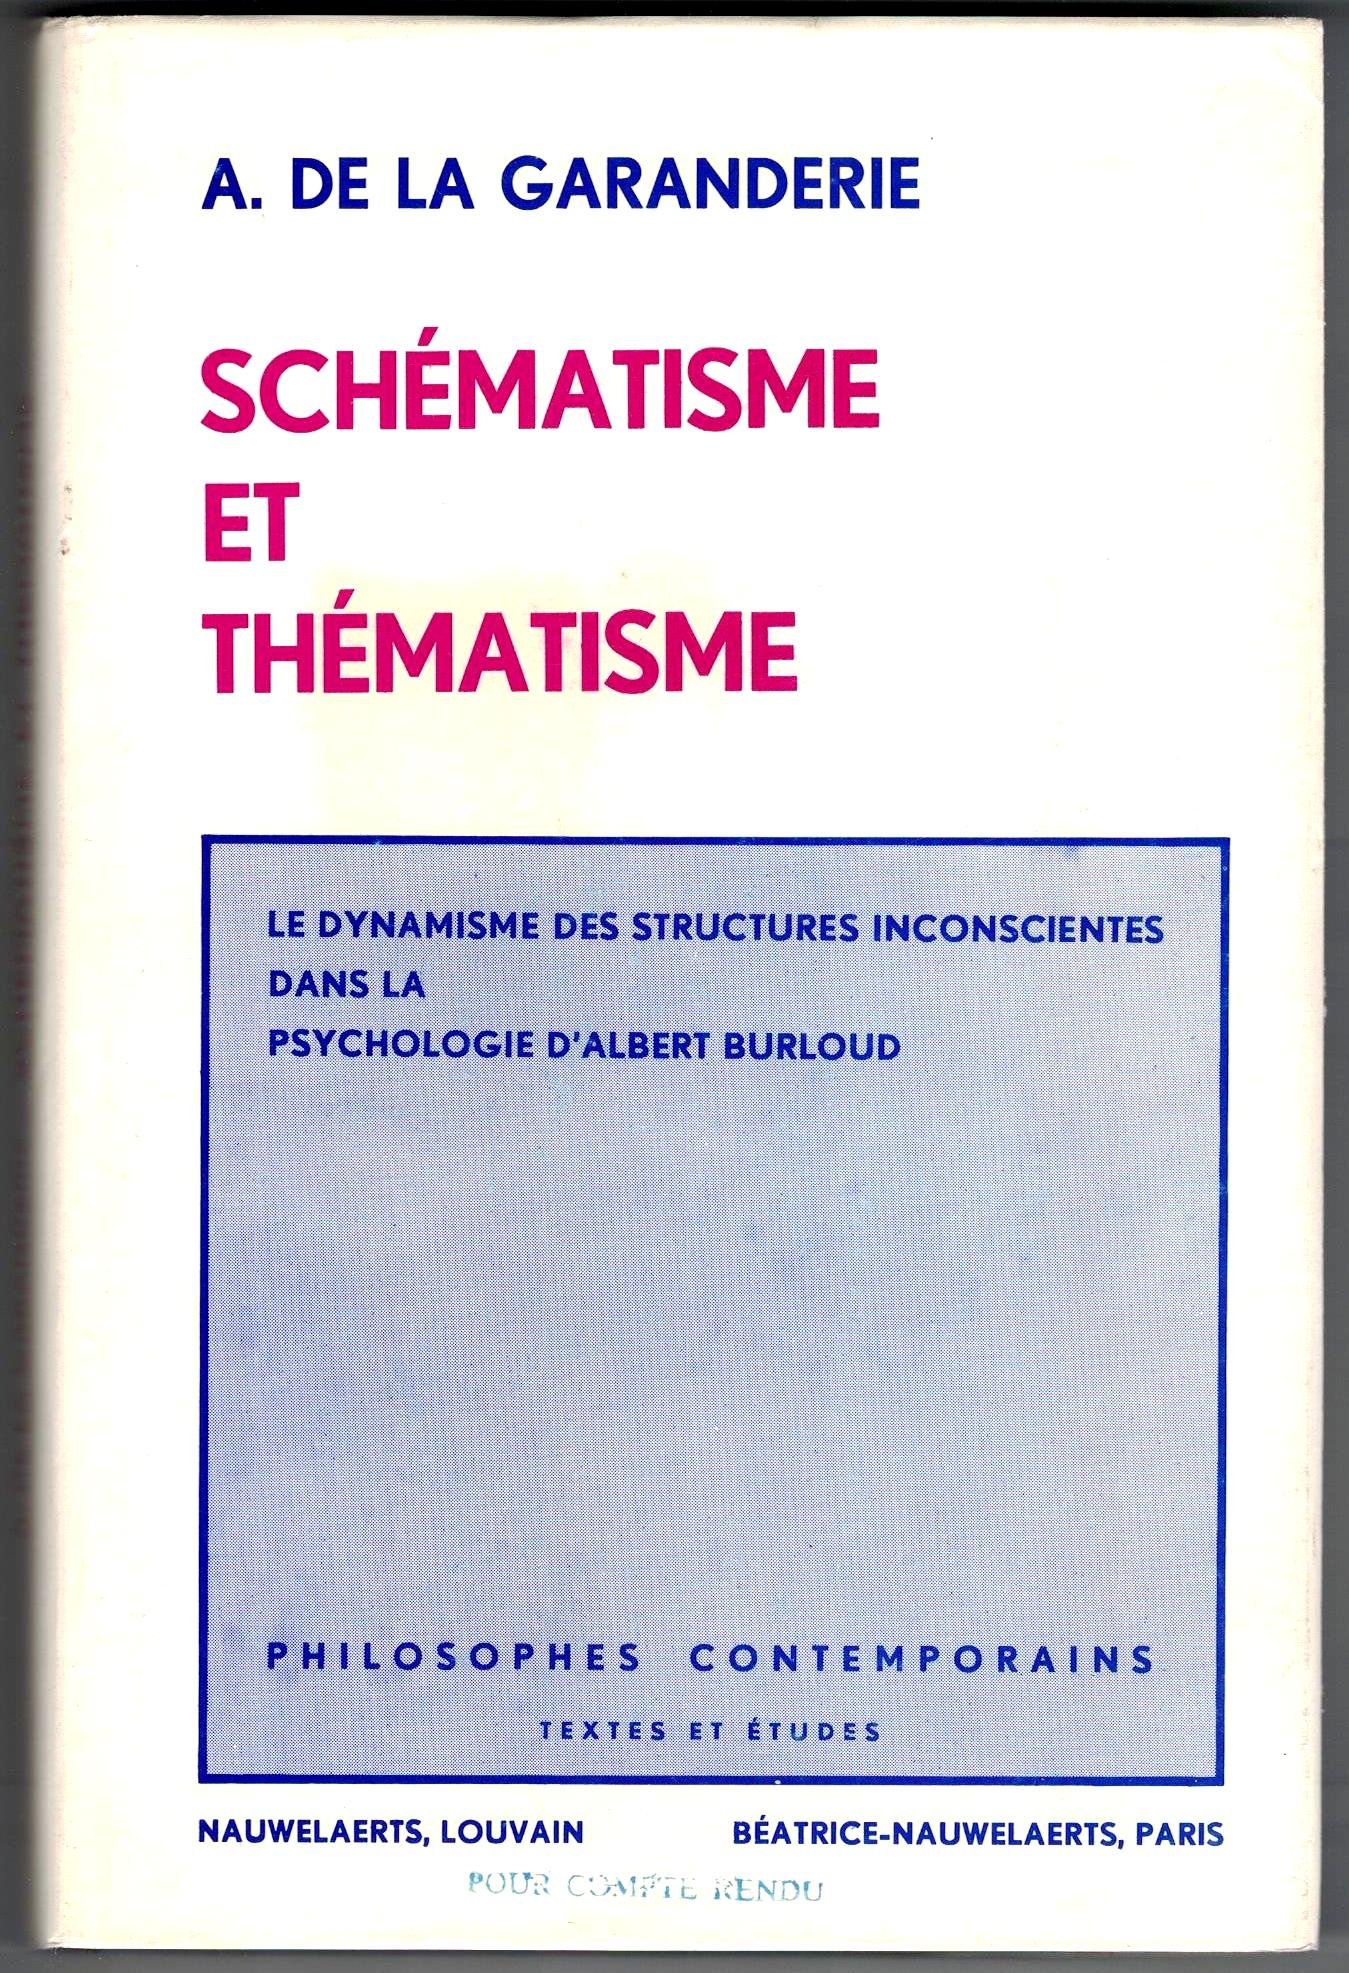 A. DE LA GARANDERIE
SCHÉMATISME
ET
THÉMATISME
LE DYNAMISME DES STRUCTURES INCONSCIENTES
DANS LA
PSYCHOLOGIE D'ALBERT BURLOUD
PHILOSOPHES CONTEMPORAINS
TEXTES ET ÉTUDES
NAUWELAERTS, LOUVAIN BÉATRICE-NAUWELAERTS, PARIS
POUR COMPTE RENDU